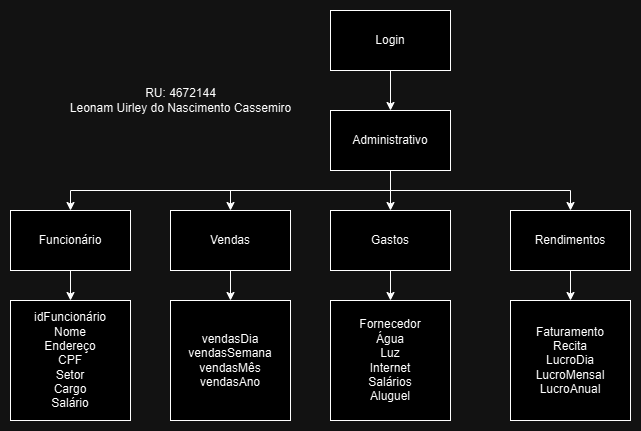 Login
RU: 4672144
Leonam Uirley do Nascimento Cassemiro
Administrativo
Funcionário
Vendas
Gastos
Rendimentos
idFuncionário
Nome
Endereço
CPF
Setor
Cargo
Salário
vendasDia
vendasSemana
vendasMês
vendasAno
Fornecedor
Água
Luz
Internet
Salários
Aluguel
Faturamento
Recita
LucroDia
LucroMensal
LucroAnual